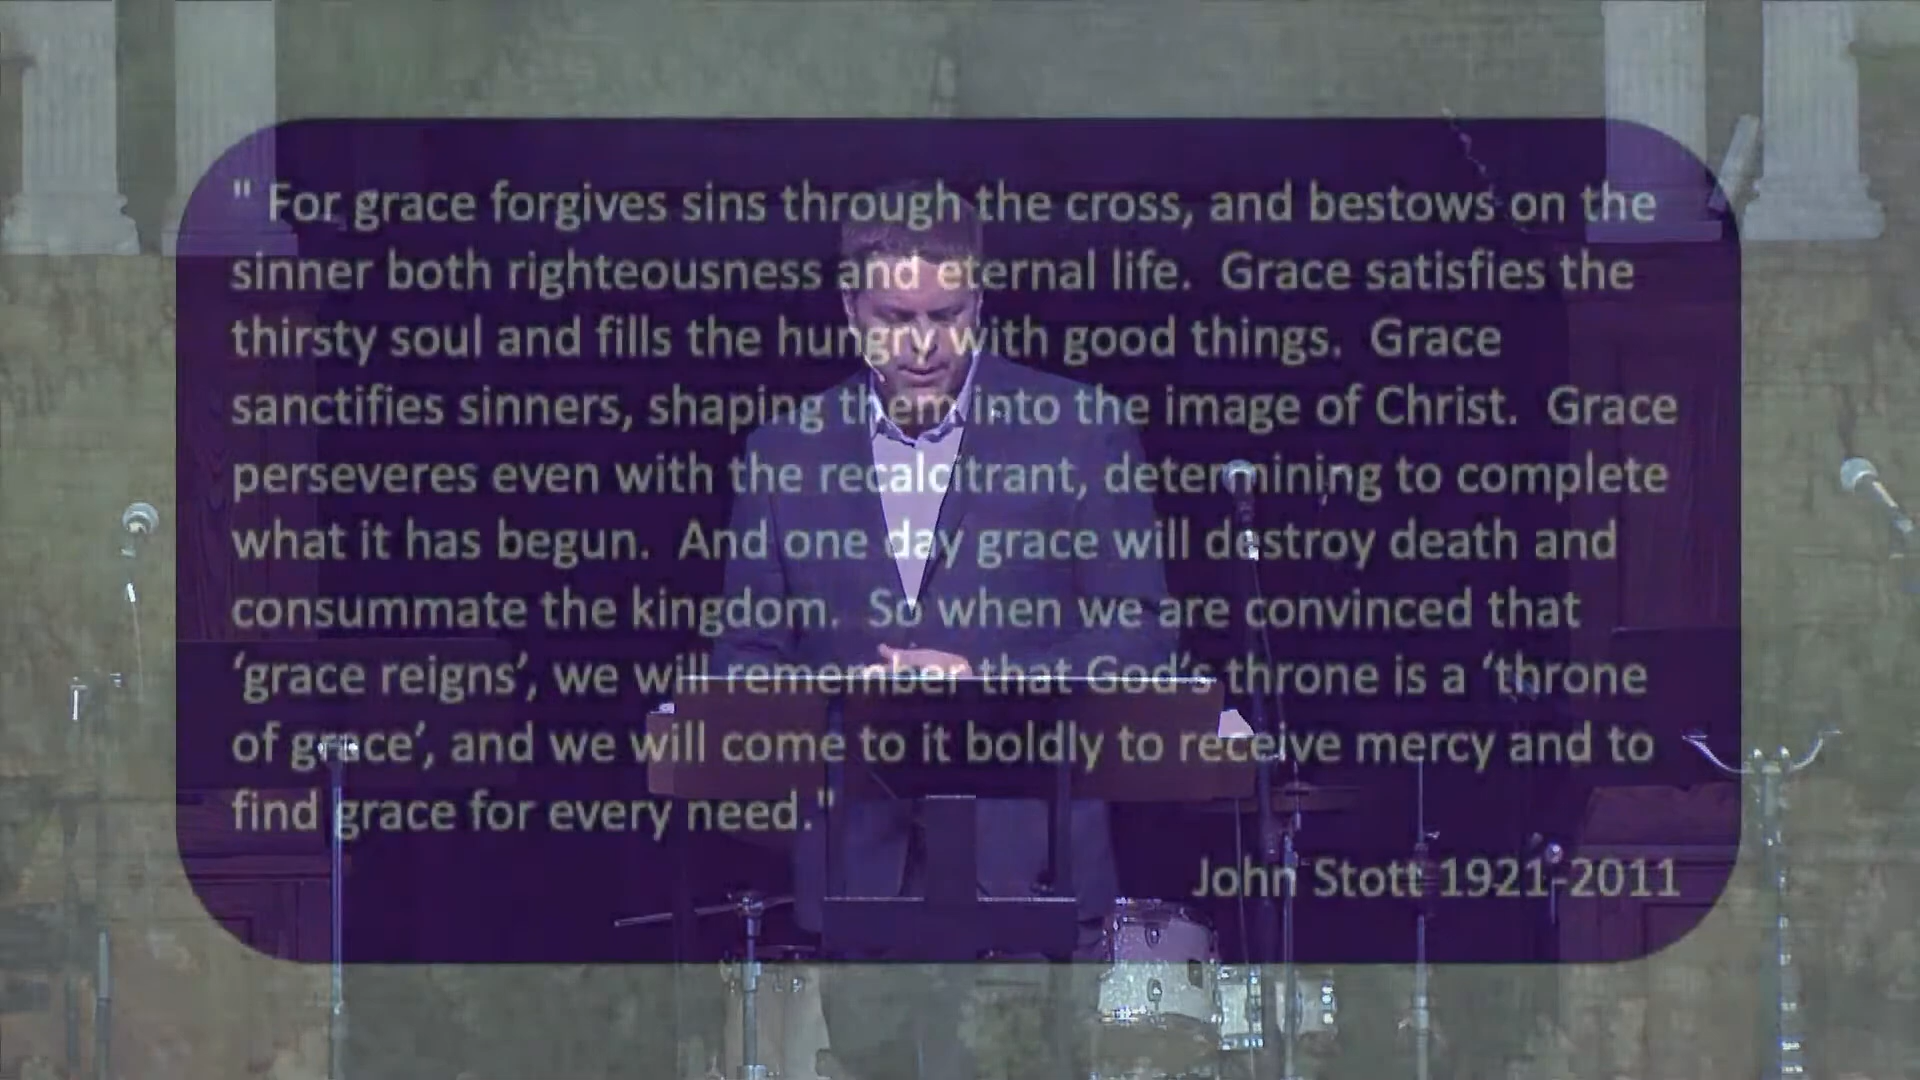 " For grace forgives sins through the cross, and bestows on the
sinner both righteousness and eternal life.  Grace satisfies the
thirsty soul and fills the hungry with good things.  Grace
sanctifies sinners, shaping them into the image of Christ.  Grace
perseveres even with the recalcitrant, determining to complete
what it has begun.  And one day grace will destroy death and
consummate the kingdom.  So when we are convinced that
‘grace reigns’, we will remember that God’s throne is a ‘throne
of grace’, and we will come to it boldly to receive mercy and to
find grace for every need."
John Stott 1921-2011